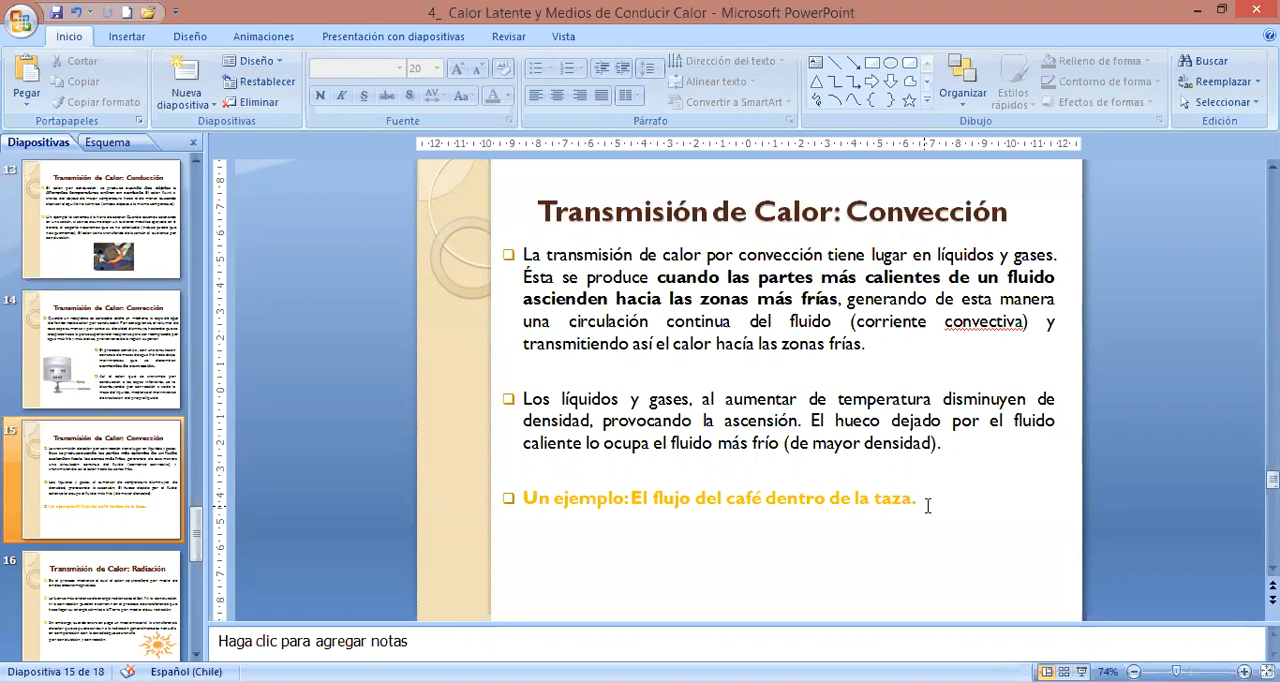 4_ Calor Latente y Medios de Conducir Calor - Microsoft PowerPoint
Inicio Insertar Diseño Animaciones Presentación con diapositivas Revisar Vista
Pegar
Cortar
Copiar
Copiar formato
Portapapeles
Nueva diapositiva
Diseño
Restablecer
Eliminar
Diapositivas
20
N K S abc S AV Aa A
Fuente
Dirección del texto
Alinear texto
Convertir a SmartArt
Párrafo
Organizar
Estilos rápidos
Relleno de forma
Contorno de forma
Efectos de formas
Dibujo
Buscar
Reemplazar
Seleccionar
Edición
Diapositivas Esquema
13
Transmisión de Calor: Conducción
14
Transmisión de Calor: Convección
15
Transmisión de Calor: Convección
16
Transmisión de Calor: Radiación
Transmisión de Calor: Convección
La transmisión de calor por convección tiene lugar en líquidos y gases.
Ésta se produce cuando las partes más calientes de un fluido
ascienden hacia las zonas más frías, generando de esta manera
una circulación continua del fluido (corriente convectiva) y
transmitiendo así el calor hacía las zonas frías.
Los líquidos y gases, al aumentar de temperatura disminuyen de
densidad, provocando la ascensión. El hueco dejado por el fluido
caliente lo ocupa el fluido más frío (de mayor densidad).
Un ejemplo: El flujo del café dentro de la taza.
Haga clic para agregar notas
Diapositiva 15 de 18 Español (Chile) 74%